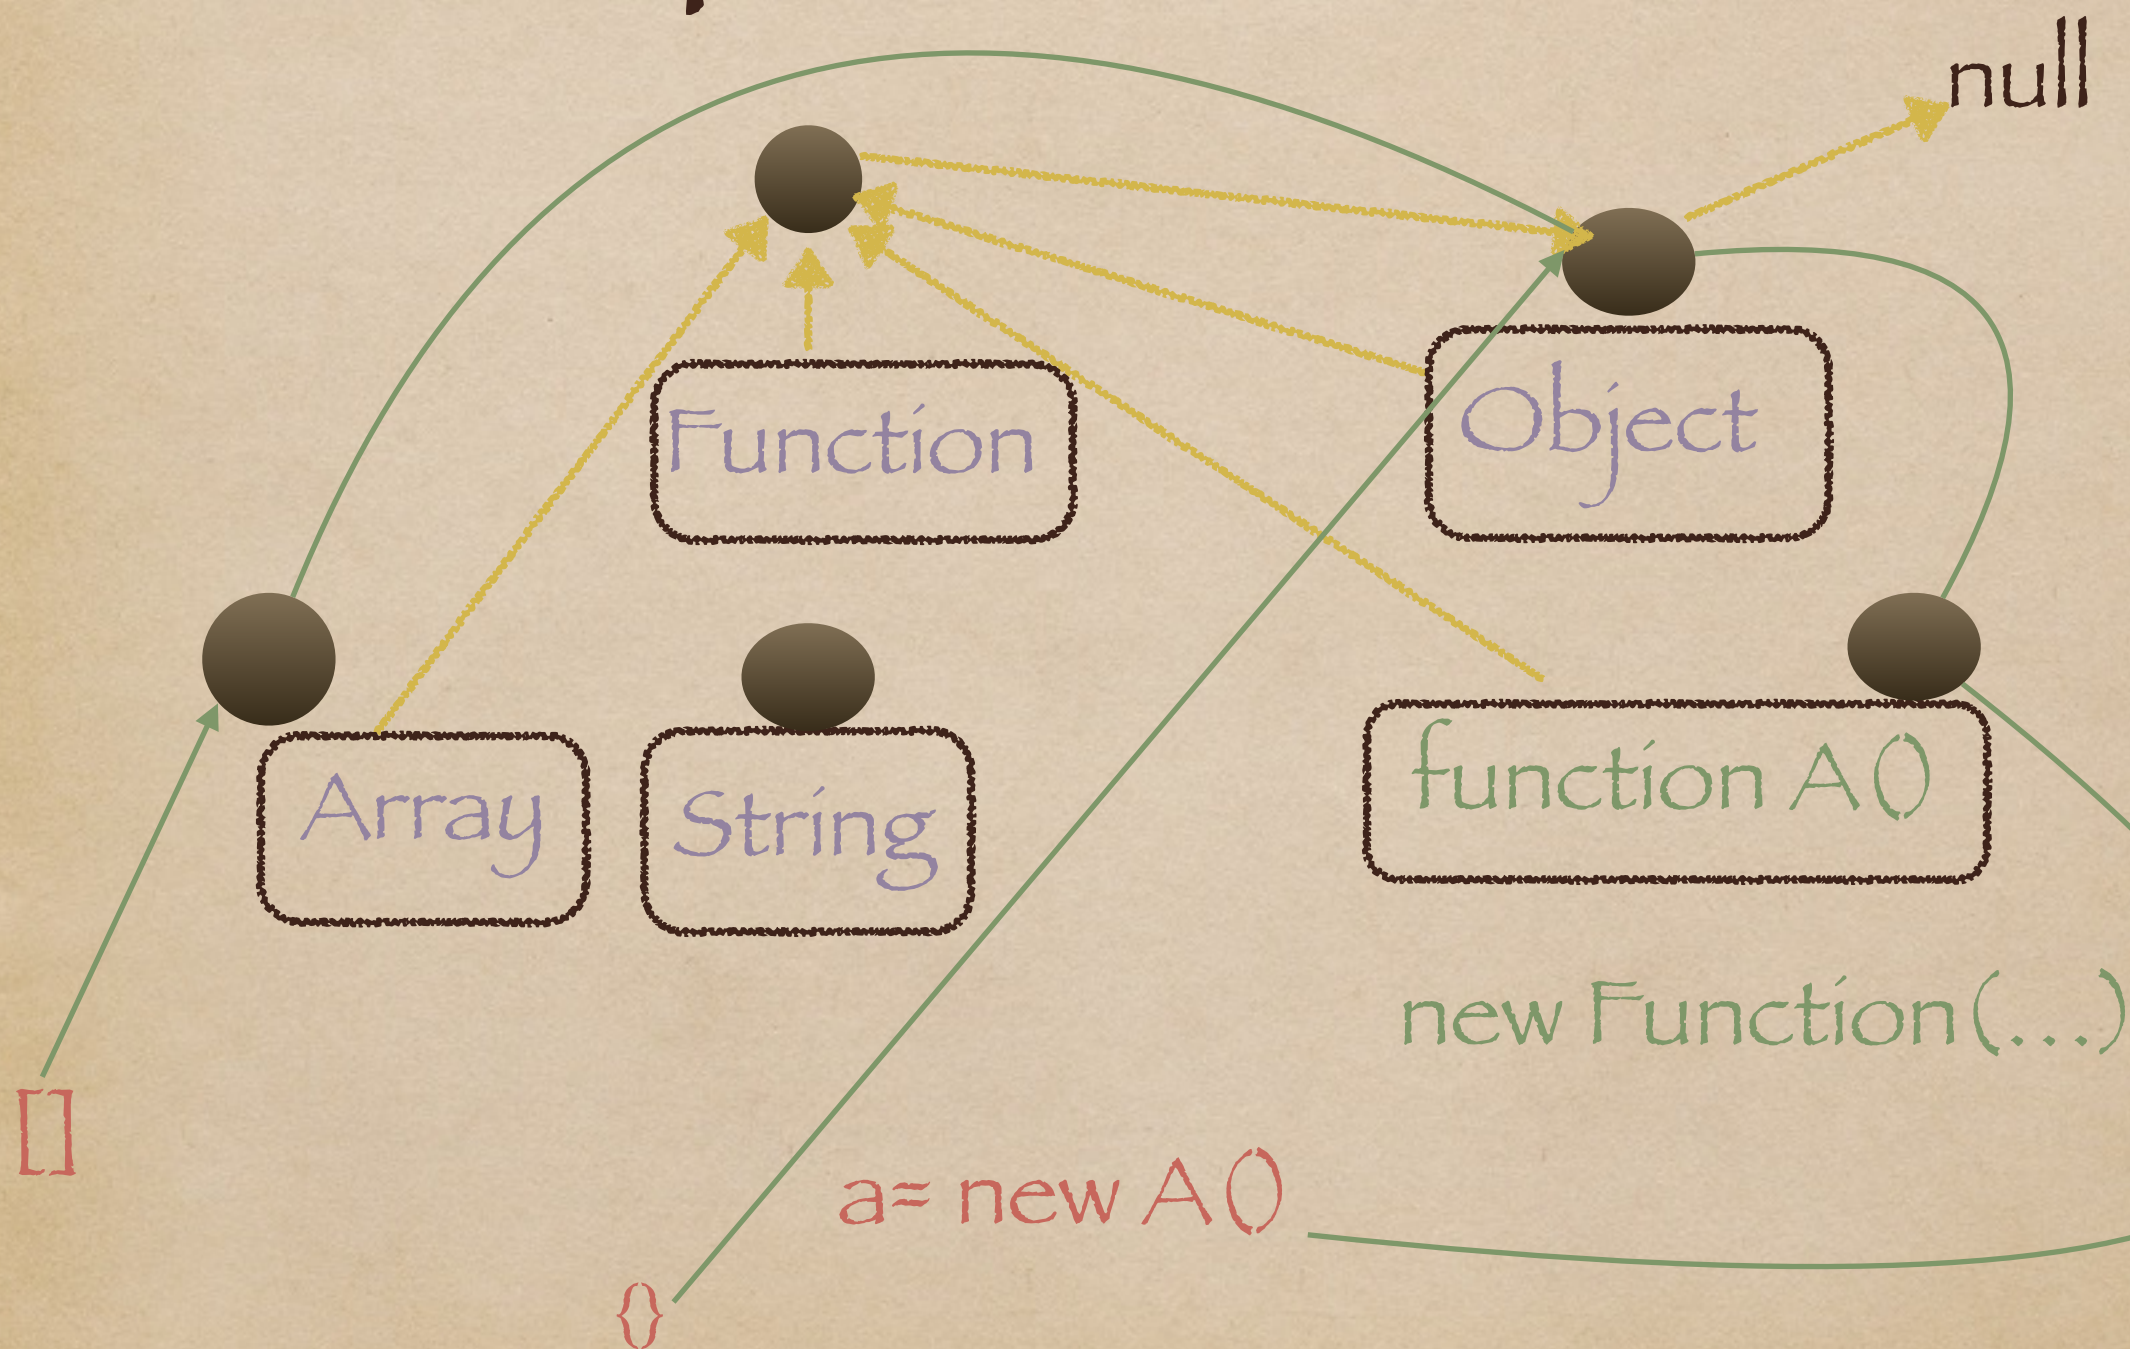 null
Function
Object
Array
String
function A()
new Function(...)
[]
a= new A()
{}